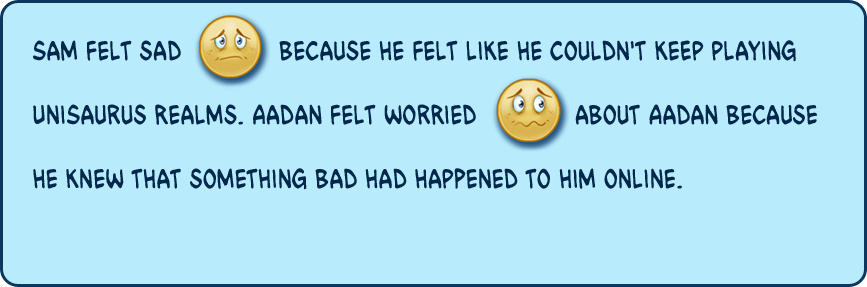 SAM FELT SAD BECAUSE HE FELT LIKE HE COULDN'T KEEP PLAYING
UNISAURUS REALMS. AADAN FELT WORRIED ABOUT AADAN BECAUSE
HE KNEW THAT SOMETHING BAD HAD HAPPENED TO HIM ONLINE.